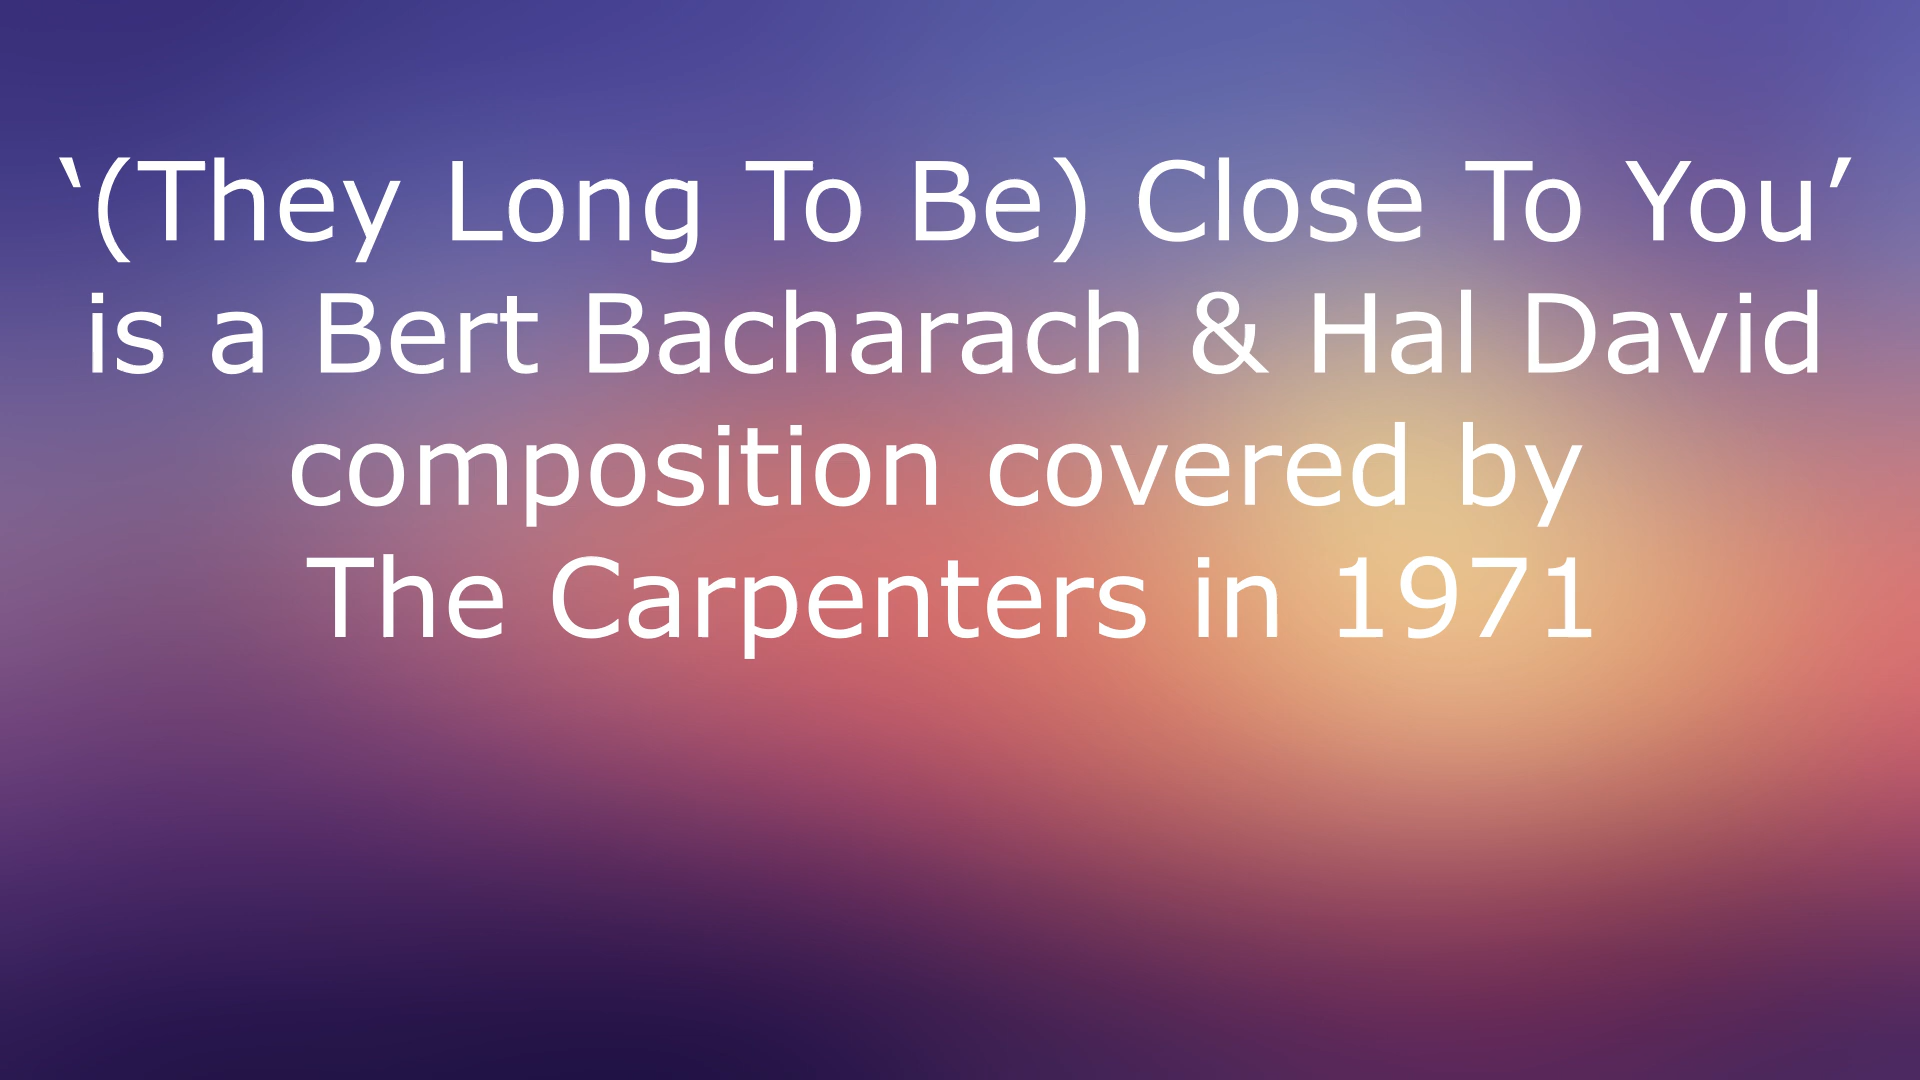 ‘(They Long To Be) Close To You’
is a Bert Bacharach & Hal David
composition covered by
The Carpenters in 1971